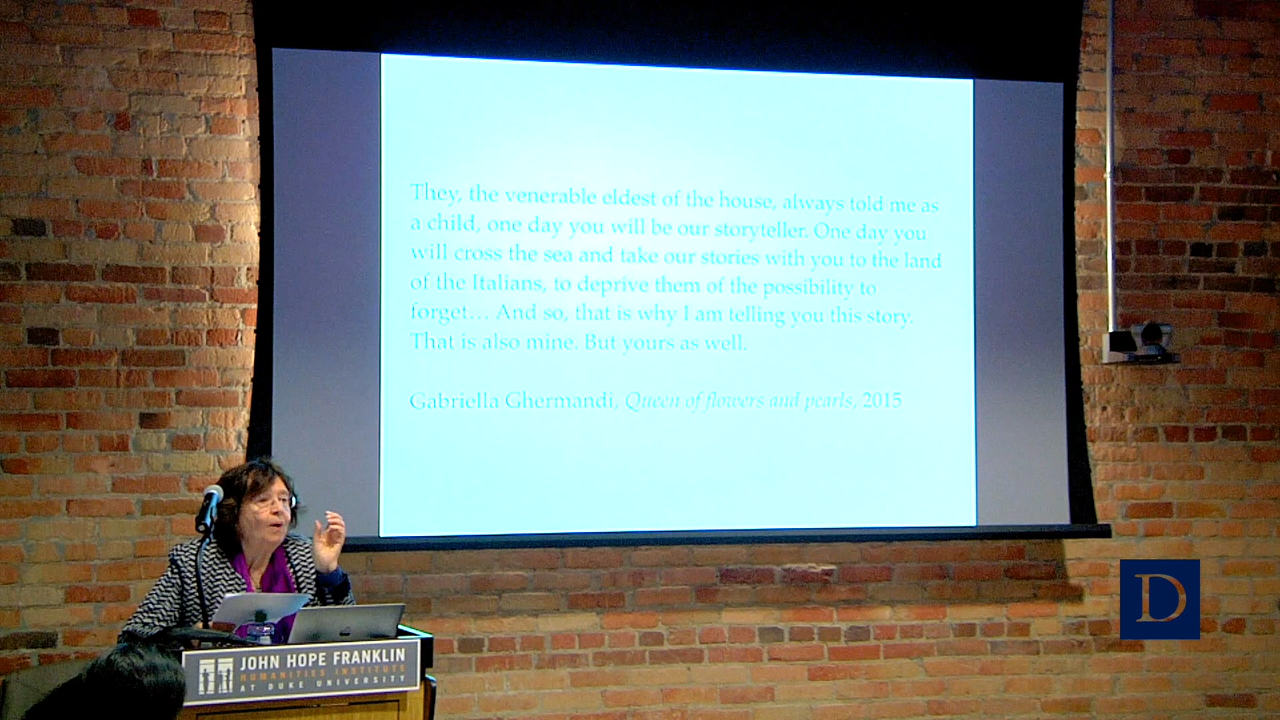 They, the venerable eldest of the house, always told me as
a child, one day you will be our storyteller. One day you
will cross the sea and take our stories with you to the land
of the Italians, to deprive them of the possibility to
forget… And so, that is why I am telling you this story.
That is also mine. But yours as well.
Gabriella Ghermandi, Queen of flowers and pearls, 2015
D
JOHN HOPE FRANKLIN
HUMANITIES INSTITUTE
AT DUKE UNIVERSITY